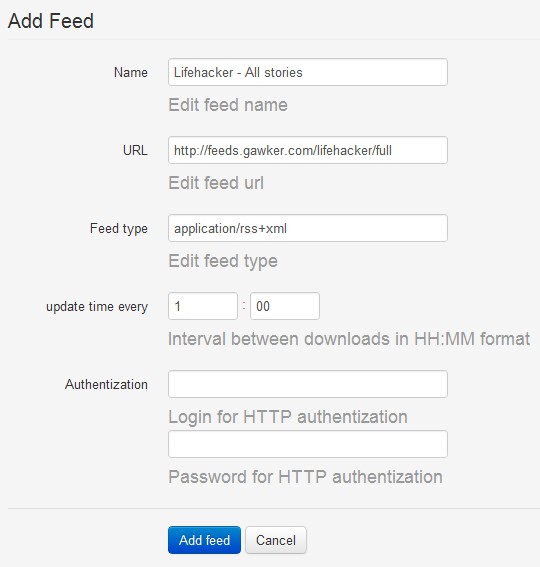 Add Feed
Name Lifehacker - All stories
Edit feed name
URL http://feeds.gawker.com/lifehacker/full
Edit feed url
Feed type application/rss+xml
Edit feed type
update time every 1 : 00
Interval between downloads in HH:MM format
Authentization
Login for HTTP authentization
Password for HTTP authentization
Add feed Cancel